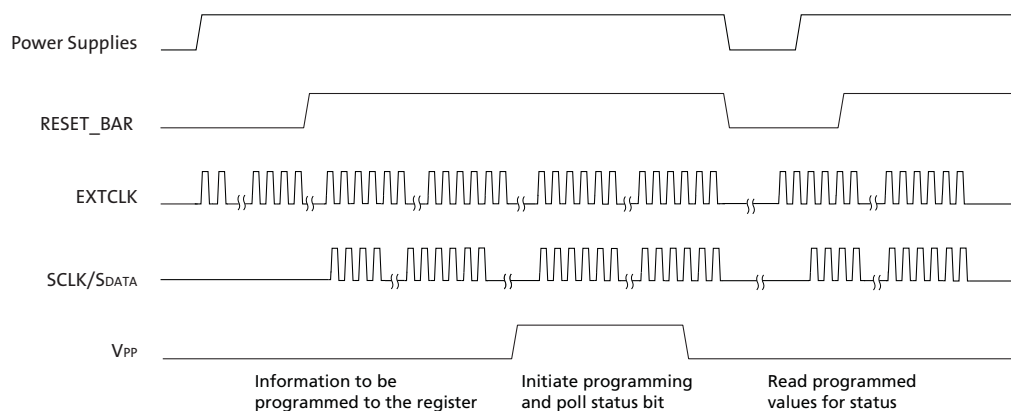 Power Supplies
RESET_BAR
EXTCLK
SCLK/SDATA
VPP
Information to be
programmed to the register
Initiate programming
and poll status bit
Read programmed
values for status